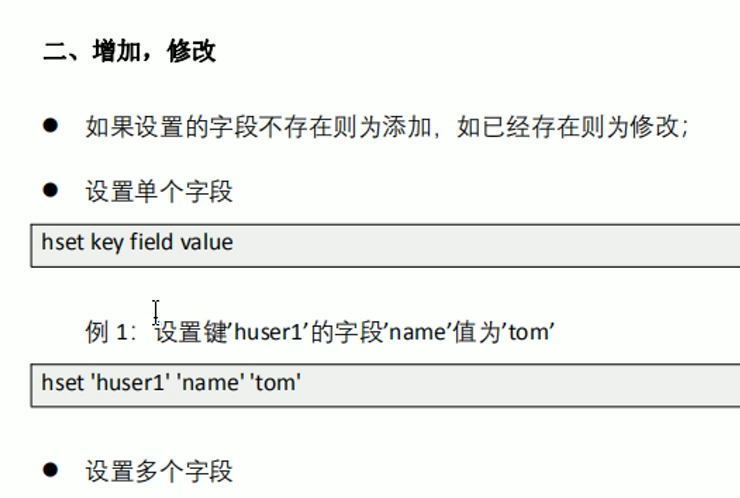 二、增加，修改
● 如果设置的字段不存在则为添加，如已经存在则为修改；
● 设置单个字段
hset key field value
例 1：设置键’huser1’的字段’name’值为’tom’
hset 'huser1' 'name' 'tom'
● 设置多个字段